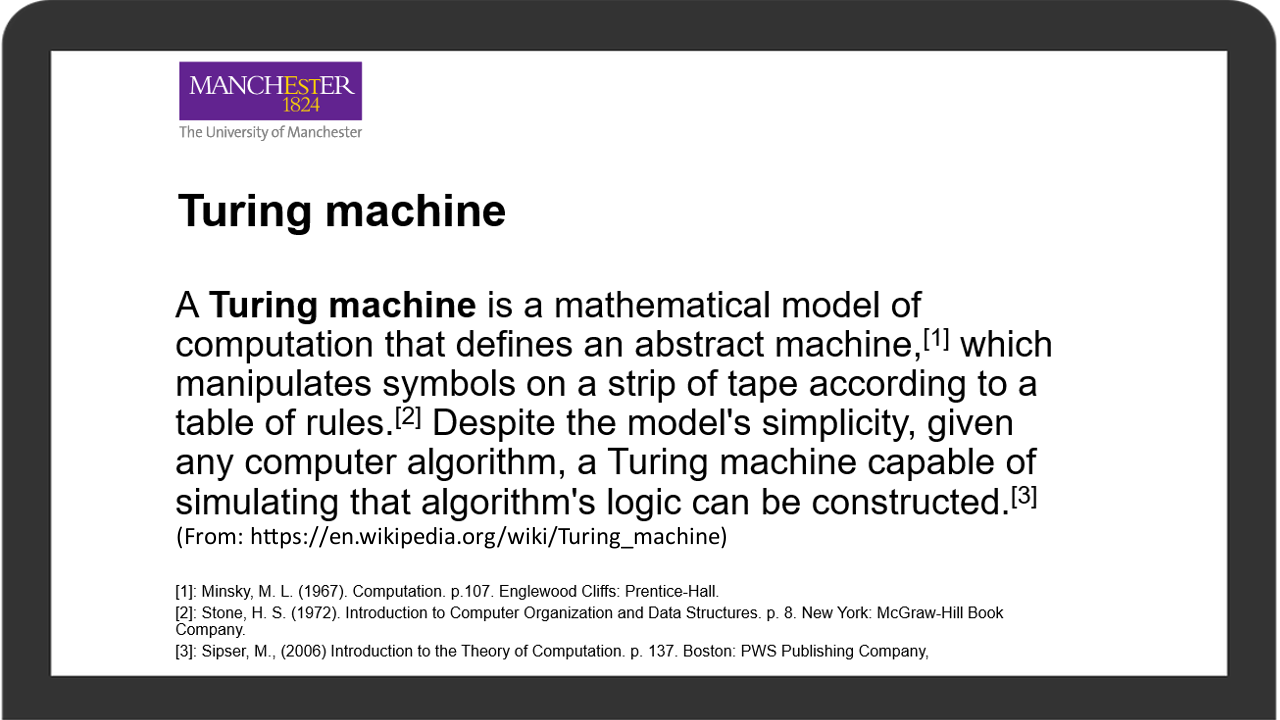 MANCHEstER
1824
The University of Manchester
Turing machine
A Turing machine is a mathematical model of
computation that defines an abstract machine,[1] which
manipulates symbols on a strip of tape according to a
table of rules.[2] Despite the model's simplicity, given
any computer algorithm, a Turing machine capable of
simulating that algorithm's logic can be constructed.[3]
(From: https://en.wikipedia.org/wiki/Turing_machine)
[1]: Minsky, M. L. (1967). Computation. p.107. Englewood Cliffs: Prentice-Hall.
[2]: Stone, H. S. (1972). Introduction to Computer Organization and Data Structures. p. 8. New York: McGraw-Hill Book
Company.
[3]: Sipser, M., (2006) Introduction to the Theory of Computation. p. 137. Boston: PWS Publishing Company,